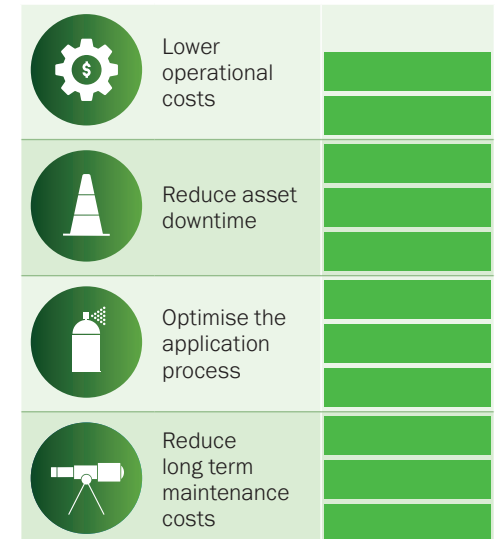 $
Lower
operational
costs
Reduce asset
downtime
Optimise the
application
process
Reduce
long term
maintenance
costs